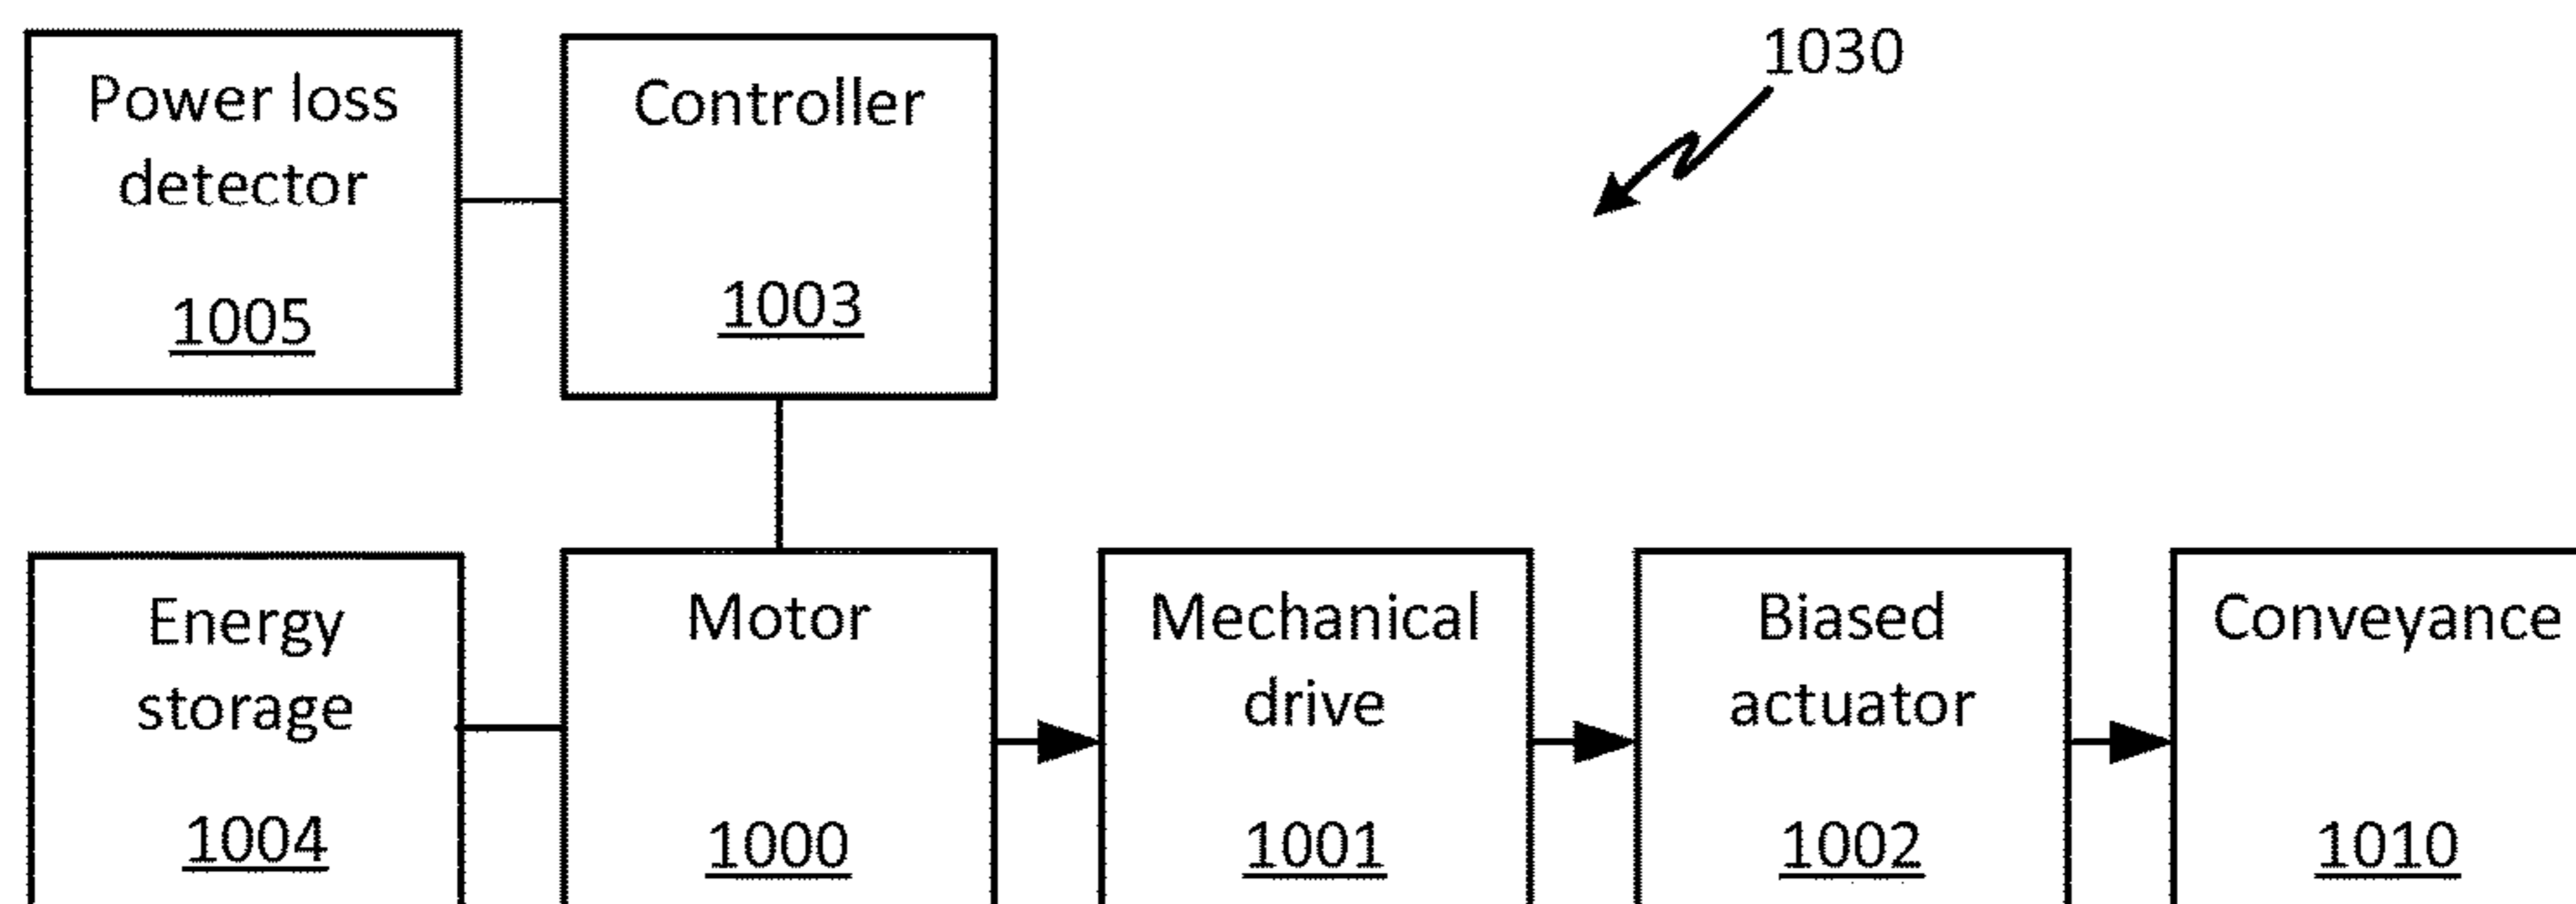 Power loss
detector
1005
Controller
1003
1030
Energy
storage
1004
Motor
1000
Mechanical
drive
1001
Biased
actuator
1002
Conveyance
1010